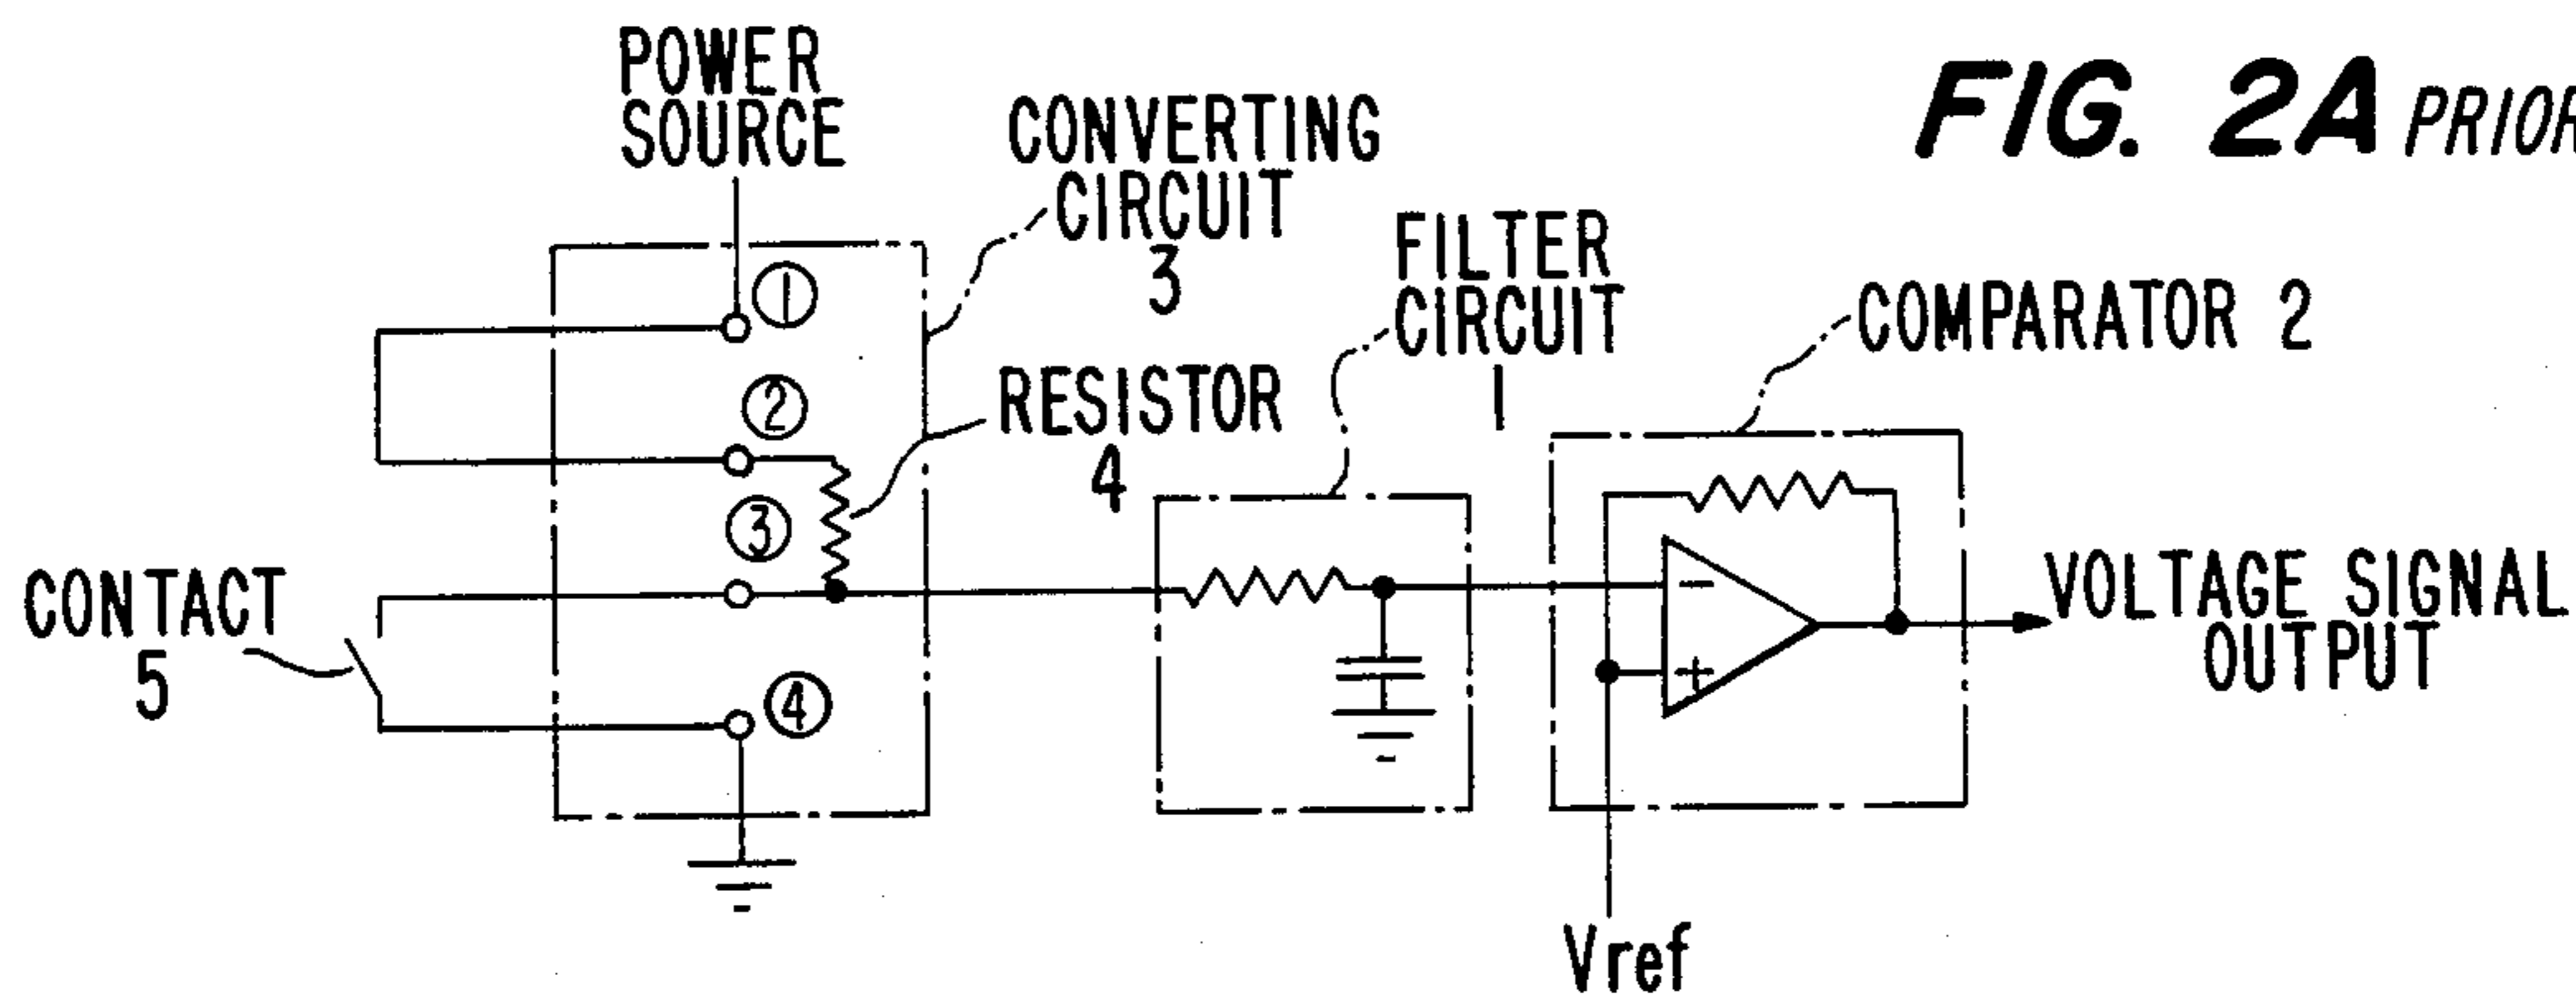 FIG. 2A PRIOR
POWER
SOURCE
CONVERTING
CIRCUIT
3
FILTER
CIRCUIT
1
COMPARATOR 2
RESISTOR
4
①
②
③
④
CONTACT
5
−
+
VOLTAGE SIGNAL
OUTPUT
Vref